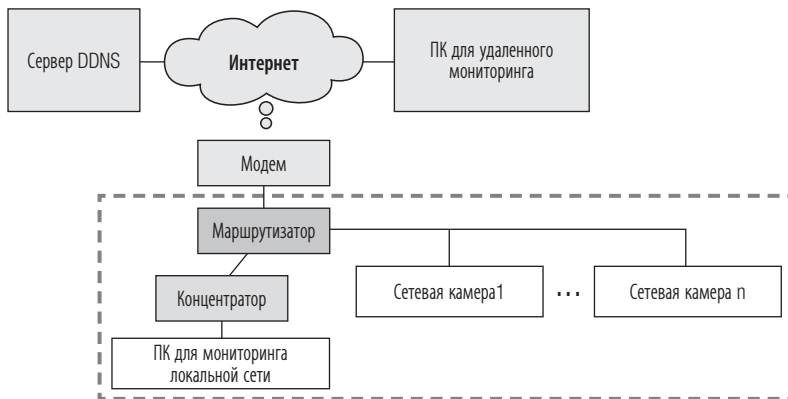 Сервер DDNS
Интернет
ПК для удаленного
мониторинга
Модем
Маршрутизатор
Концентратор
Сетевая камера1
...
Сетевая камера n
ПК для мониторинга
локальной сети